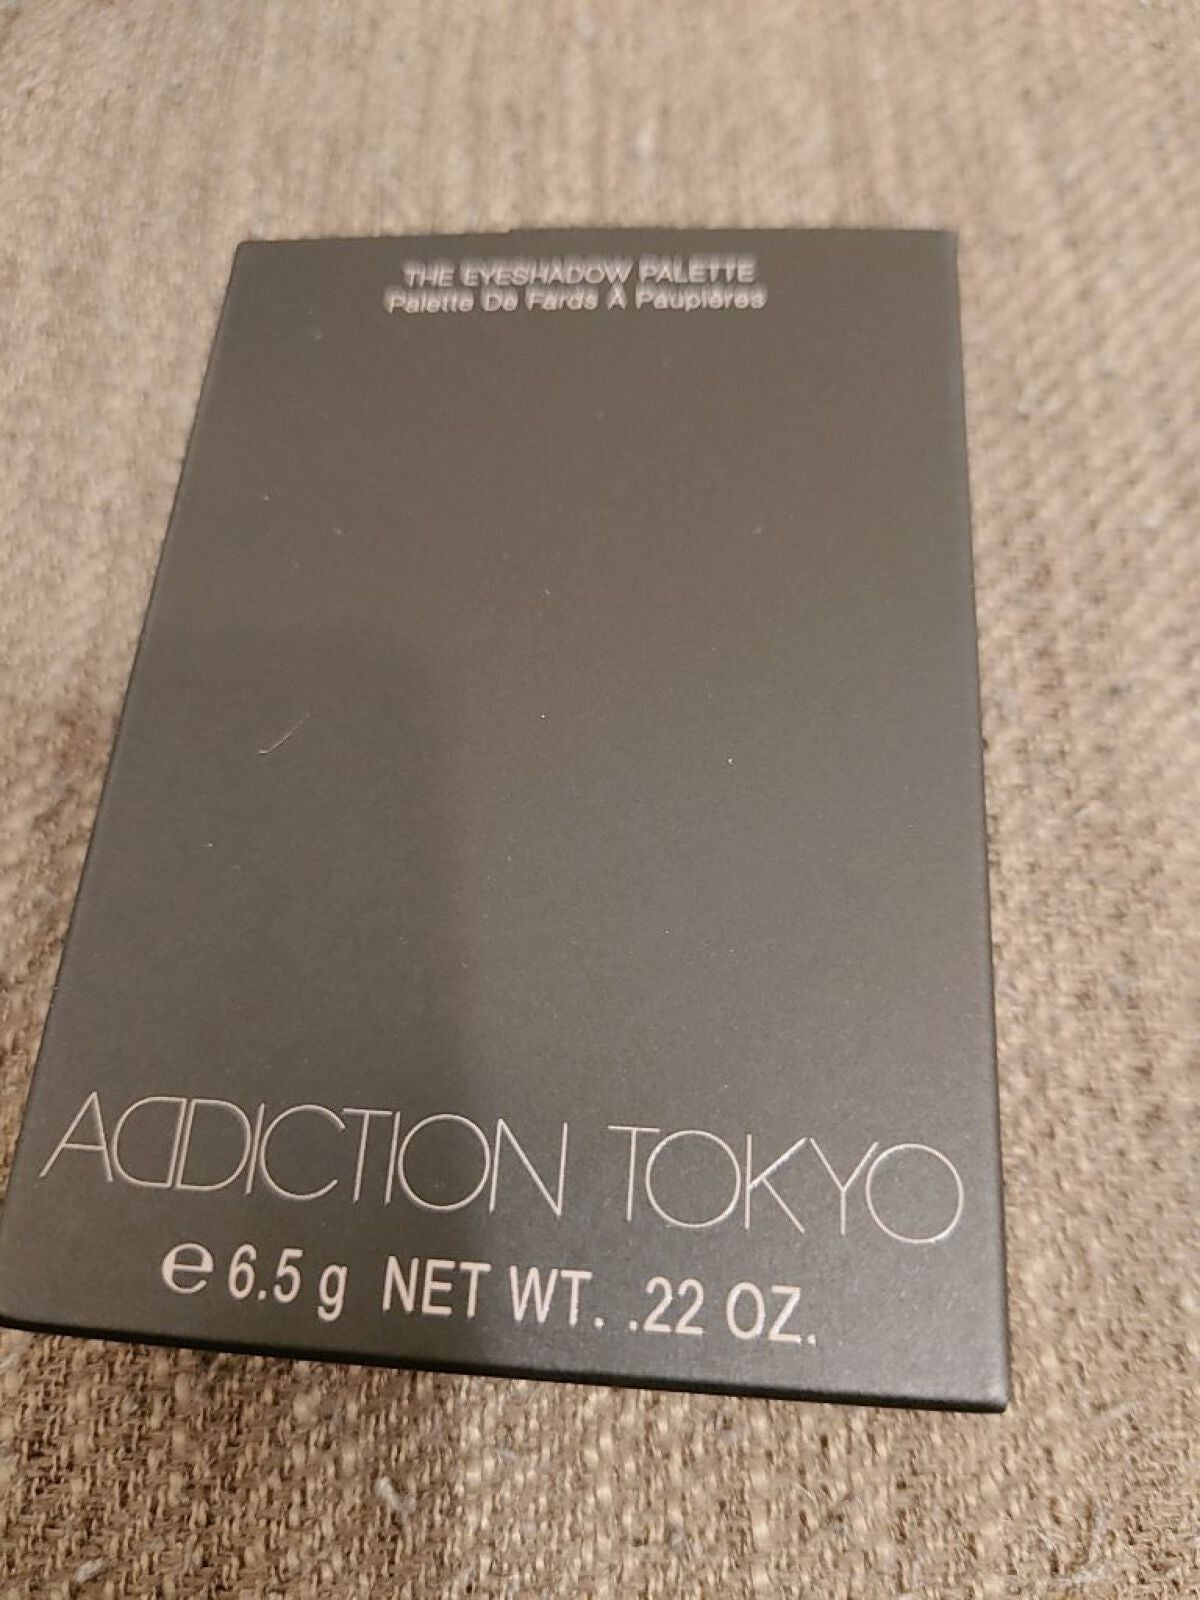 THE EYESHADOW PALETTE
Palette De Fards À Paupières
ADDICTION TOKYO
℮ 6.5 g NET WT. .22 OZ.